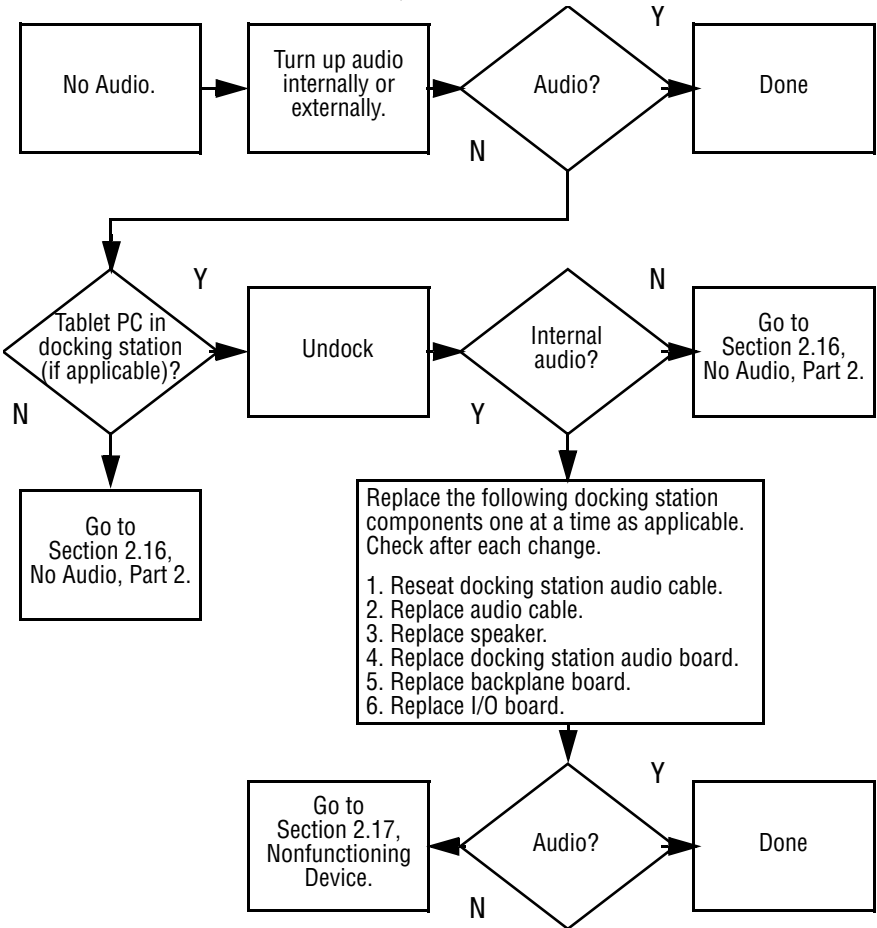 No Audio.
Turn up audio
internally or
externally.
Audio?
Y
Done
N
Tablet PC in
docking station
(if applicable)?
Y
Undock
Internal
audio?
N
Go to
Section 2.16,
No Audio, Part 2.
N
Y
Go to
Section 2.16,
No Audio, Part 2.
Replace the following docking station
components one at a time as applicable.
Check after each change.
1. Reseat docking station audio cable.
2. Replace audio cable.
3. Replace speaker.
4. Replace docking station audio board.
5. Replace backplane board.
6. Replace I/O board.
Go to
Section 2.17,
Nonfunctioning
Device.
Audio?
Y
Done
N